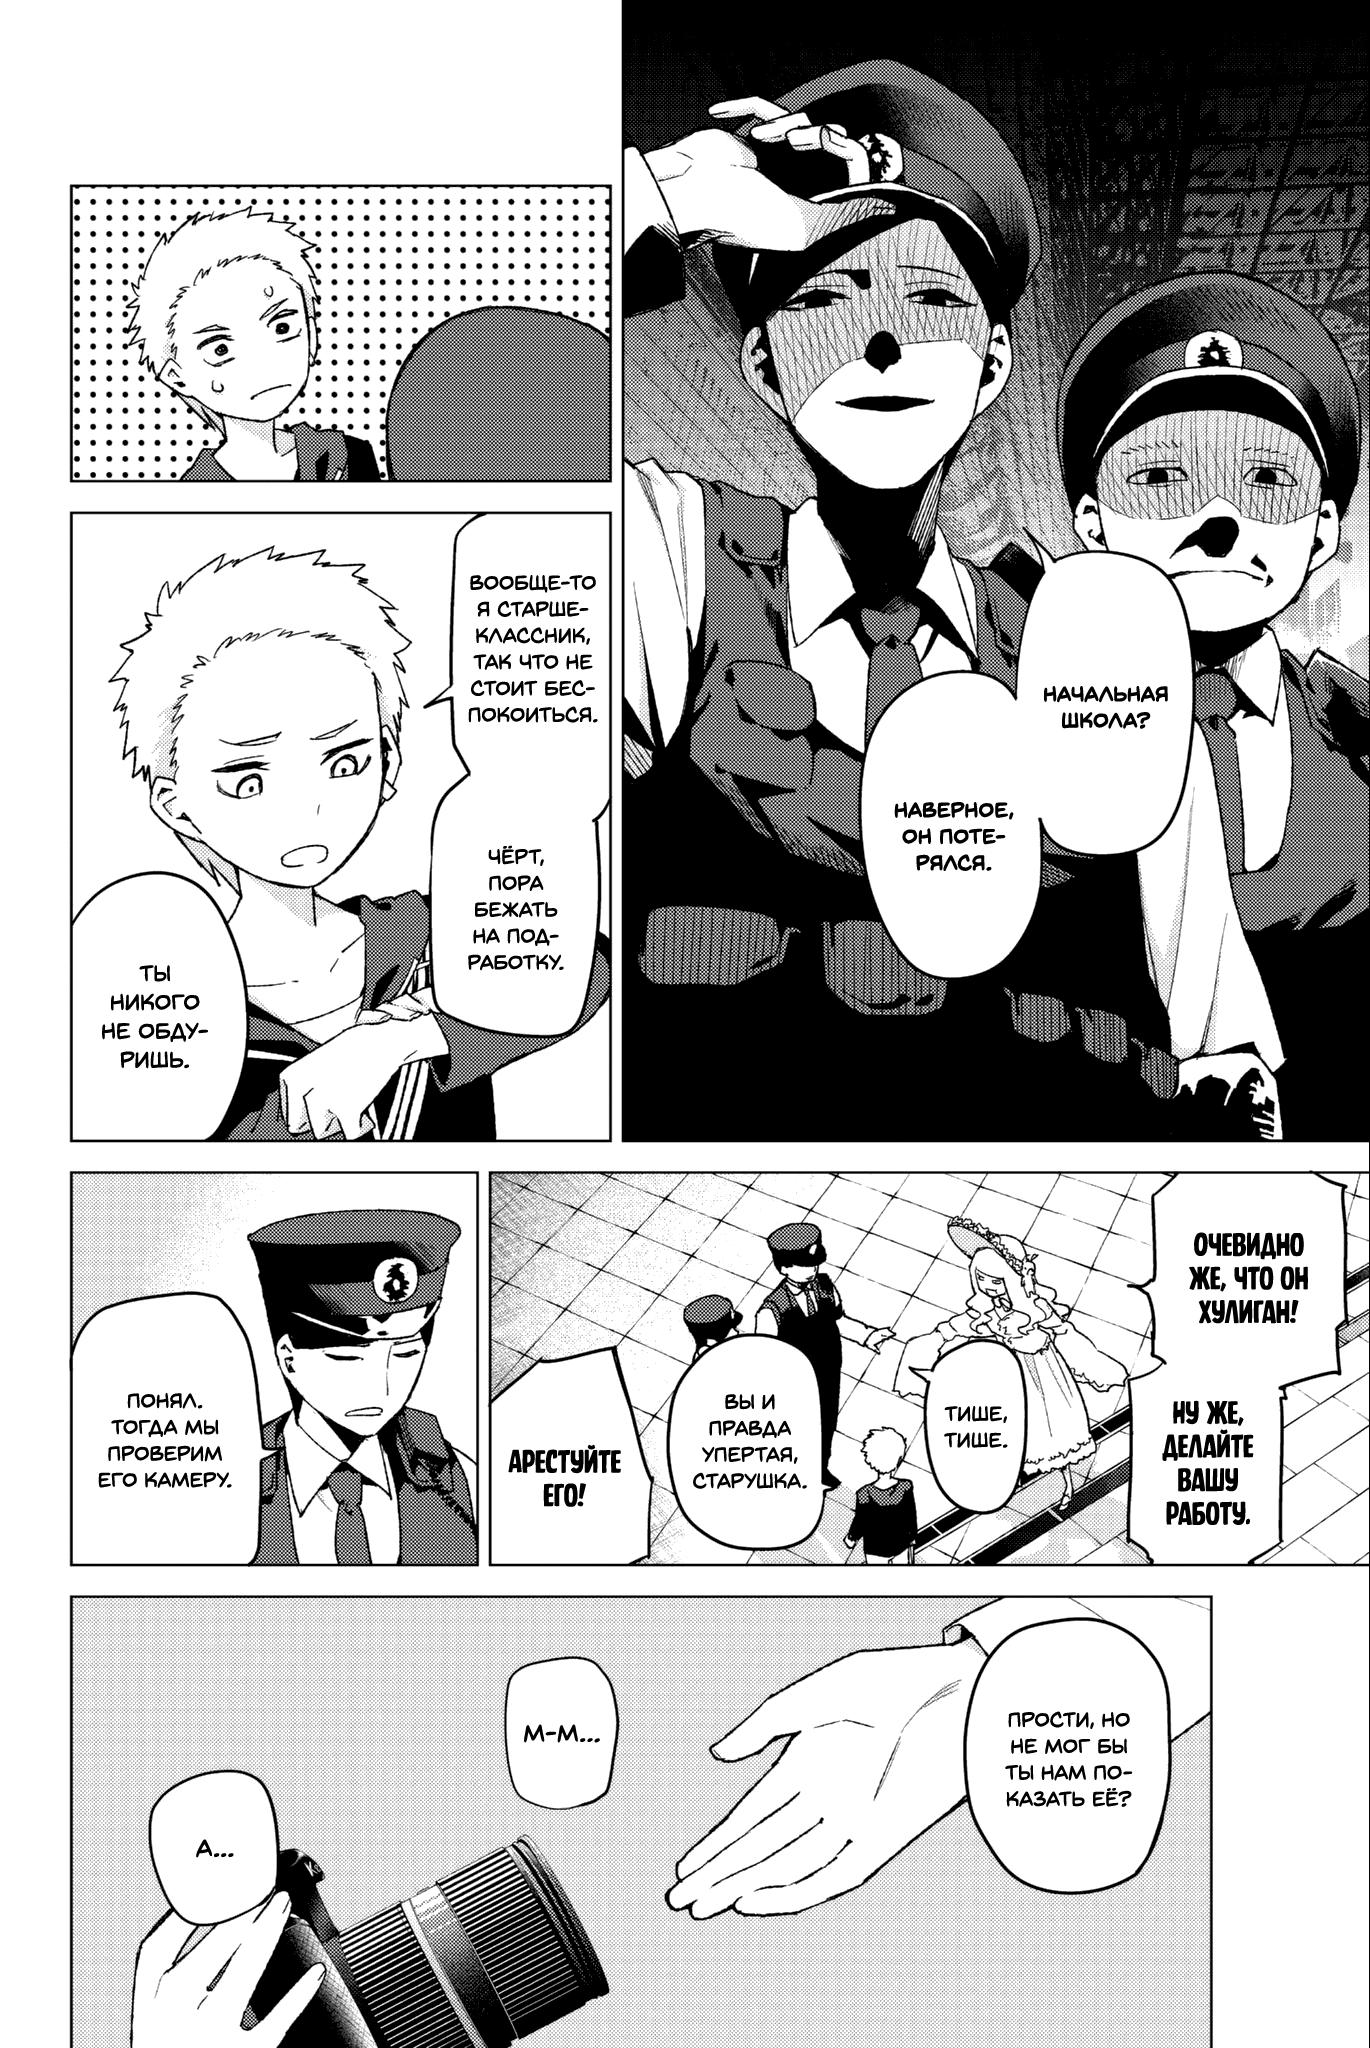 НАЧАЛЬНАЯ
ШКОЛА?
НАВЕРНОЕ,
ОН ПОТЕ-
РЯЛСЯ.
ВООБЩЕ-ТО
Я СТАРШЕ-
КЛАССНИК,
ТАК ЧТО НЕ
СТОИТ БЕС-
ПОКОИТЬСЯ.
ЧЁРТ,
ПОРА
БЕЖАТЬ
НА ПОД-
РАБОТКУ.
ТЫ
НИКОГО
НЕ ОБДУ-
РИШЬ.
ОЧЕВИДНО
ЖЕ, ЧТО ОН
ХУЛИГАН!
НУ ЖЕ,
ДЕЛАЙТЕ
ВАШУ
РАБОТУ.
ТИШЕ,
ТИШЕ.
ВЫ И
ПРАВДА
УПЕРТАЯ,
СТАРУШКА.
АРЕСТУЙТЕ
ЕГО!
ПОНЯЛ.
ТОГДА МЫ
ПРОВЕРИМ
ЕГО КАМЕРУ.
ПРОСТИ, НО
НЕ МОГ БЫ
ТЫ НАМ ПО-
КАЗАТЬ ЕЁ?
М-М...
А...